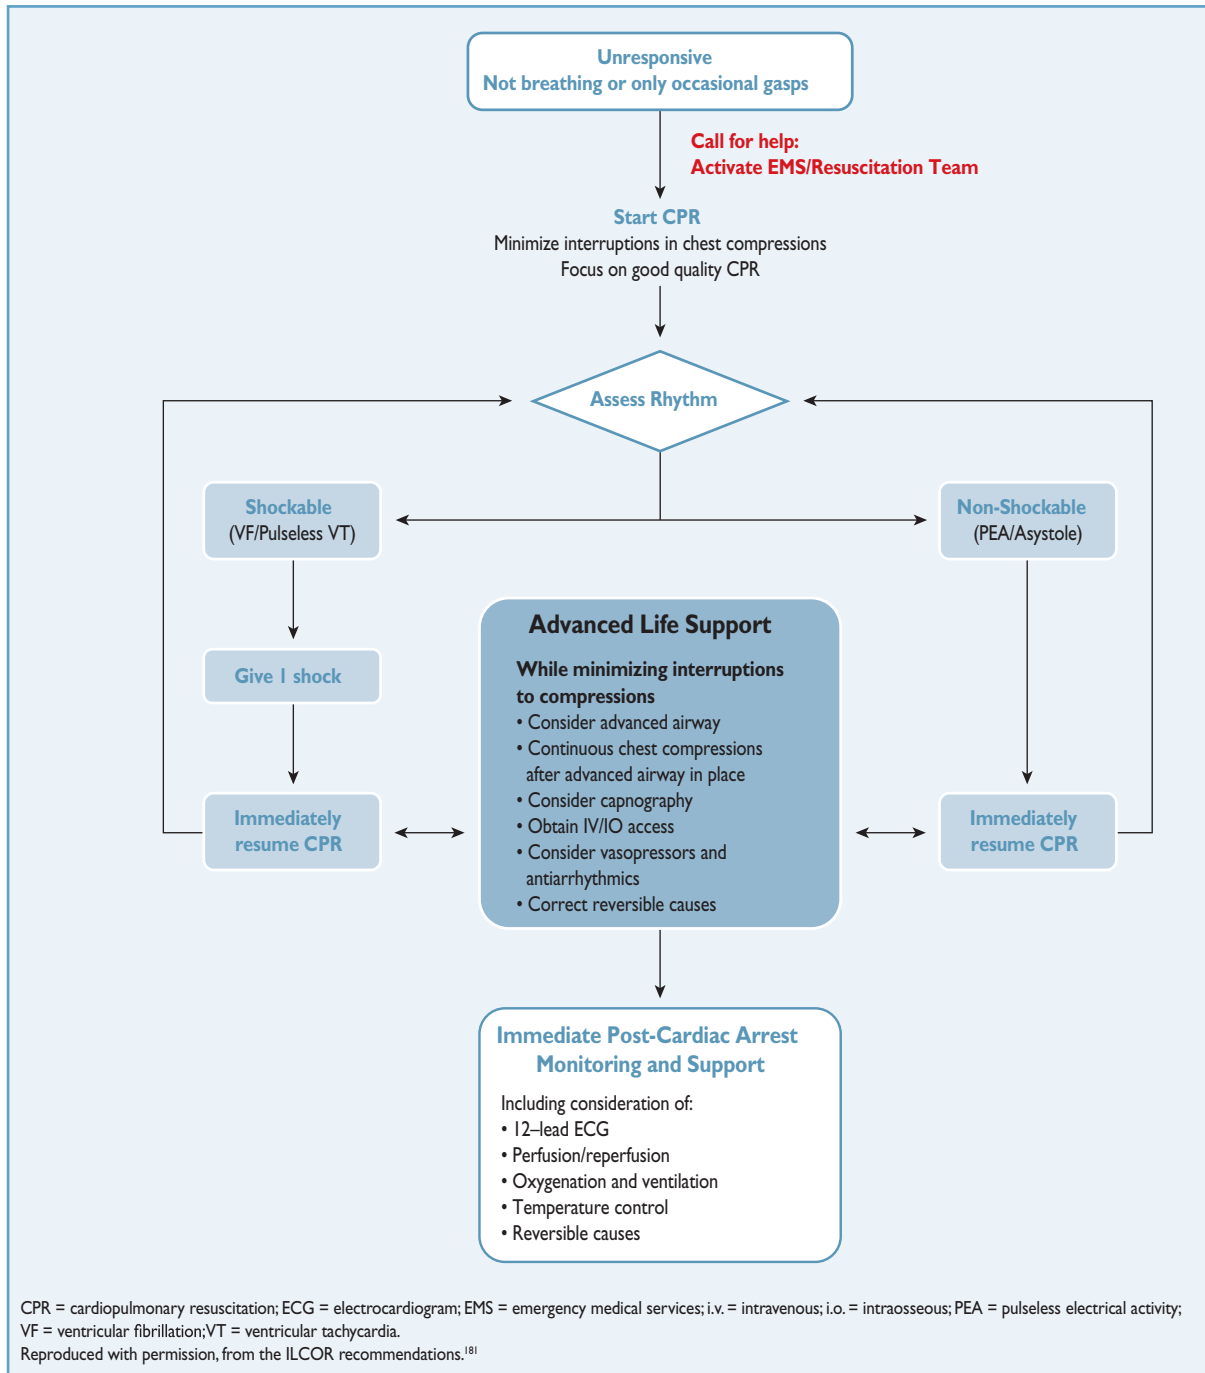 Unresponsive
Not breathing or only occasional gasps
Call for help:
Activate EMS/Resuscitation Team
Start CPR
Minimize interruptions in chest compressions
Focus on good quality CPR
Assess Rhythm
Shockable
(VF/Pulseless VT)
Non-Shockable
(PEA/Asystole)
Give 1 shock
Immediately
resume CPR
Advanced Life Support
While minimizing interruptions
to compressions
• Consider advanced airway
• Continuous chest compressions
after advanced airway in place
• Consider capnography
• Obtain IV/IO access
• Consider vasopressors and
antiarrhythmics
• Correct reversible causes
Immediately
resume CPR
Immediate Post-Cardiac Arrest
Monitoring and Support
Including consideration of:
• 12–lead ECG
• Perfusion/reperfusion
• Oxygenation and ventilation
• Temperature control
• Reversible causes
CPR = cardiopulmonary resuscitation; ECG = electrocardiogram; EMS = emergency medical services; i.v. = intravenous; i.o. = intraosseous; PEA = pulseless electrical activity;
VF = ventricular fibrillation; VT = ventricular tachycardia.
Reproduced with permission, from the ILCOR recommendations.¹⁸¹